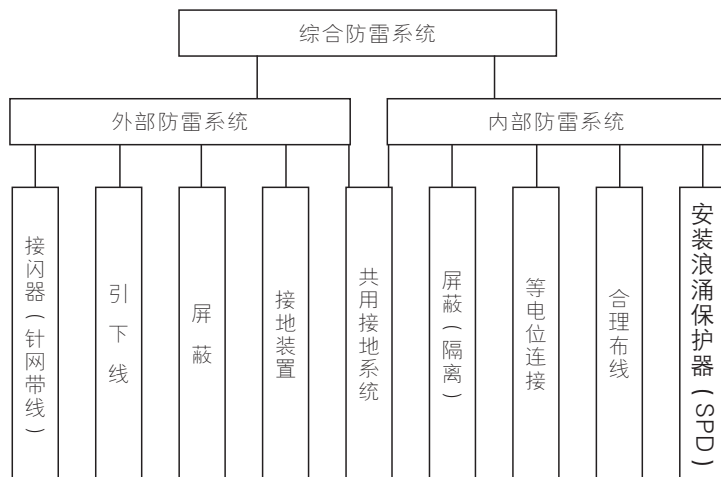 综合防雷系统
外部防雷系统
内部防雷系统
接闪器(针网带线)
引下线
屏蔽
接地装置
共用接地系统
屏蔽(隔离)
等电位连接
合理布线
安装浪涌保护器(SPD)